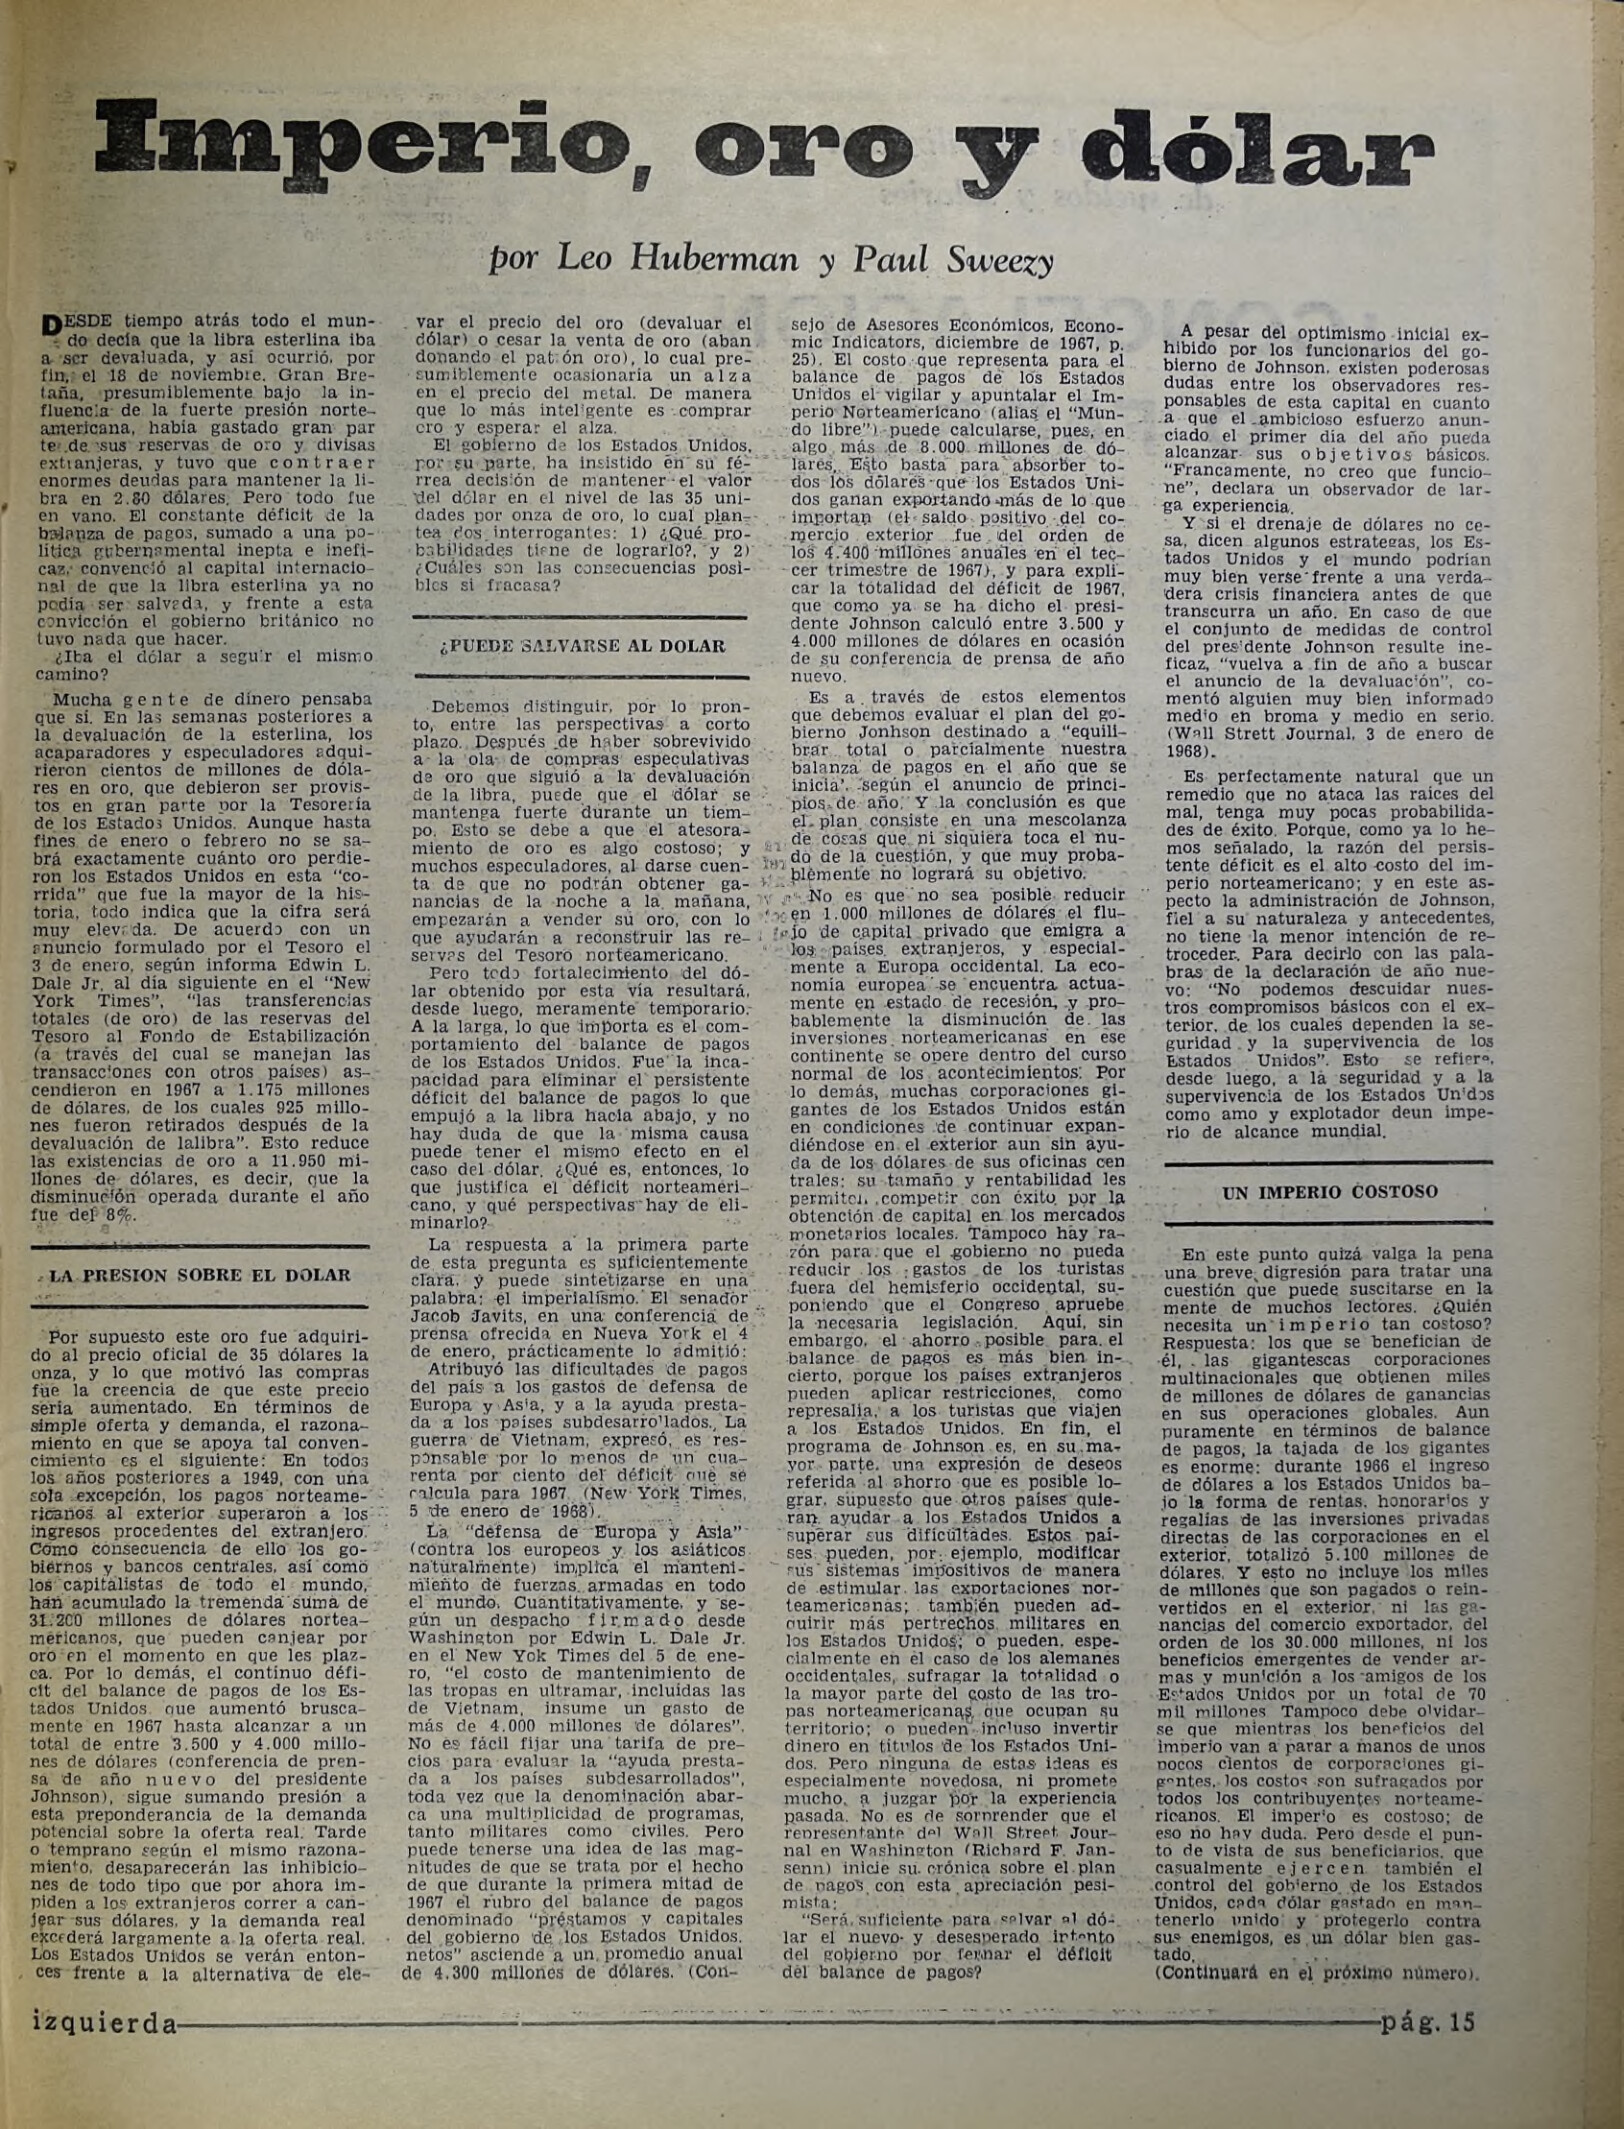 Imperio, oro y dólar
por Leo Huberman y Paul Sweezy
DESDE tiempo atrás todo el mun-
do decía que la libra esterlina iba
a ser devaluada, y así ocurrió, por
fin, el 18 de noviembre. Gran Bre-
taña, presumiblemente bajo la in-
fluencia de la fuerte presión norte-
americana, había gastado gran par
te de sus reservas de oro y divisas
extranjeras, y tuvo que contraer
enormes deudas para mantener la li-
bra en 2.80 dólares. Pero todo fue
en vano. El constante déficit de la
balanza de pagos, sumado a una po-
lítica gubernamental inepta e inefi-
caz, convenció al capital internacio-
nal de que la libra esterlina ya no
podía ser salvada, y frente a esta
convicción el gobierno británico no
tuvo nada que hacer.
¿Iba el dólar a seguir el mismo
camino?
Mucha gente de dinero pensaba
que sí. En las semanas posteriores a
la devaluación de la esterlina, los
acaparadores y especuladores adqui-
rieron cientos de millones de dóla-
res en oro, que debieron ser provis-
tos en gran parte por la Tesorería
de los Estados Unidos. Aunque hasta
fines de enero o febrero no se sa-
brá exactamente cuánto oro perdie-
ron los Estados Unidos en esta "co-
rrida" que fue la mayor de la his-
toria, todo indica que la cifra será
muy elevada. De acuerdo con un
anuncio formulado por el Tesoro el
3 de enero, según informa Edwin L.
Dale Jr. al día siguiente en el "New
York Times", "las transferencias
totales (de oro) de las reservas del
Tesoro al Fondo de Estabilización
(a través del cual se manejan las
transacciones con otros países) as-
cendieron en 1967 a 1.175 millones
de dólares, de los cuales 925 millo-
nes fueron retirados después de la
devaluación de lalibra". Esto reduce
las existencias de oro a 11.950 mi-
llones de dólares, es decir, que la
disminución operada durante el año
fue del 8%.
LA PRESION SOBRE EL DOLAR
Por supuesto este oro fue adquiri-
do al precio oficial de 35 dólares la
onza, y lo que motivó las compras
fue la creencia de que este precio
sería aumentado. En términos de
simple oferta y demanda, el razona-
miento en que se apoya tal conven-
cimiento es el siguiente: En todos
los años posteriores a 1949, con una
sola excepción, los pagos norteame-
ricanos al exterior superaron a los
ingresos procedentes del extranjero.
Como consecuencia de ello los go-
biernos y bancos centrales, así como
los capitalistas de todo el mundo,
han acumulado la tremenda suma de
31.200 millones de dólares nortea-
mericanos, que pueden canjear por
oro en el momento en que les plaz-
ca. Por lo demás, el continuo défi-
cit del balance de pagos de los Es-
tados Unidos, que aumentó brusca-
mente en 1967 hasta alcanzar a un
total de entre 3.500 y 4.000 millo-
nes de dólares (conferencia de pren-
sa de año nuevo del presidente
Johnson), sigue sumando presión a
esta preponderancia de la demanda
potencial sobre la oferta real. Tarde
o temprano según el mismo razona-
miento, desaparecerán las inhibicio-
nes de todo tipo que por ahora im-
piden a los extranjeros correr a can-
jear sus dólares, y la demanda real
excederá largamente a la oferta real.
Los Estados Unidos se verán enton-
ces frente a la alternativa de ele-
var el precio del oro (devaluar el
dólar) o cesar la venta de oro (aban
donando el patrón oro), lo cual pre-
sumiblemente ocasionaría un alza
en el precio del metal. De manera
que lo más inteligente es comprar
oro y esperar el alza.
El gobierno de los Estados Unidos,
por su parte, ha insistido en su fé-
rrea decisión de mantener el valor
del dólar en el nivel de las 35 uni-
dades por onza de oro, lo cual plan-
tea dos interrogantes: 1) ¿Qué pro-
babilidades tiene de lograrlo?, y 2)
¿Cuáles son las consecuencias posi-
bles si fracasa?
¿PUEDE SALVARSE AL DOLAR
Debemos distinguir, por lo pron-
to, entre las perspectivas a corto
plazo. Después de haber sobrevivido
a la ola de compras especulativas
de oro que siguió a la devaluación
de la libra, puede que el dólar se
mantenga fuerte durante un tiem-
po. Esto se debe a que el atesora-
miento de oro es algo costoso; y
muchos especuladores, al darse cuen-
ta de que no podrán obtener ga-
nancias de la noche a la mañana,
empezarán a vender su oro, con lo
que ayudarán a reconstruir las re-
servas del Tesoro norteamericano.
Pero todo fortalecimiento del dó-
lar obtenido por esta vía resultará,
desde luego, meramente temporario.
A la larga, lo que importa es el com-
portamiento del balance de pagos
de los Estados Unidos. Fue la inca-
pacidad para eliminar el persistente
déficit del balance de pagos lo que
empujó a la libra hacia abajo, y no
hay duda de que la misma causa
puede tener el mismo efecto en el
caso del dólar. ¿Qué es, entonces, lo
que justifica el déficit norteameri-
cano, y qué perspectivas hay de eli-
minarlo?
La respuesta a la primera parte
de esta pregunta es suficientemente
clara, y puede sintetizarse en una
palabra: el imperialismo. El senador
Jacob Javits, en una conferencia de
prensa ofrecida en Nueva York el 4
de enero, prácticamente lo admitió:
Atribuyó las dificultades de pagos
del país a los gastos de defensa de
Europa y Asia, y a la ayuda presta-
da a los países subdesarrollados. La
guerra de Vietnam, expresó, es res-
ponsable por lo menos de un cua-
renta por ciento del déficit que se
calcula para 1967. (New York Times,
5 de enero de 1968).
La "defensa de Europa y Asia"
(contra los europeos y los asiáticos
naturalmente) implica el manteni-
miento de fuerzas armadas en todo
el mundo. Cuantitativamente, y se-
gún un despacho firmado desde
Washington por Edwin L. Dale Jr.
en el New Yok Times del 5 de ene-
ro, "el costo de mantenimiento de
las tropas en ultramar, incluidas las
de Vietnam, insume un gasto de
más de 4.000 millones de dólares".
No es fácil fijar una tarifa de pre-
cios para evaluar la "ayuda presta-
da a los países subdesarrollados",
toda vez que la denominación abar-
ca una multiplicidad de programas,
tanto militares como civiles. Pero
puede tenerse una idea de las mag-
nitudes de que se trata por el hecho
de que durante la primera mitad de
1967 el rubro del balance de pagos
denominado "préstamos y capitales
del gobierno de los Estados Unidos,
netos" asciende a un promedio anual
de 4.300 millones de dólares. (Con-
sejo de Asesores Económicos, Econo-
mic Indicators, diciembre de 1967, p.
25). El costo que representa para el
balance de pagos de los Estados
Unidos el vigilar y apuntalar el Im-
perio Norteamericano (alias el "Mun-
do libre") puede calcularse, pues, en
algo más de 8.000 millones de dó-
lares. Esto basta para absorber to-
dos los dólares que los Estados Uni-
dos ganan exportando más de lo que
importan (el saldo positivo del co-
mercio exterior fue del orden de
los 4.400 millones anuales en el tec-
cer trimestre de 1967), y para expli-
car la totalidad del déficit de 1967,
que como ya se ha dicho el presi-
dente Johnson calculó entre 3.500 y
4.000 millones de dólares en ocasión
de su conferencia de prensa de año
nuevo.
Es a través de estos elementos
que debemos evaluar el plan del go-
bierno Jonhson destinado a "equili-
brar total o parcialmente nuestra
balanza de pagos en el año que se
inicia", según el anuncio de princi-
pios de año. Y la conclusión es que
el plan consiste en una mescolanza
de cosas que ni siquiera toca el nu-
do de la cuestión, y que muy proba-
blemente no logrará su objetivo.
No es que no sea posible reducir
en 1.000 millones de dólares el flu-
jo de capital privado que emigra a
los países extranjeros, y especial-
mente a Europa occidental. La eco-
nomía europea se encuentra actua-
mente en estado de recesión, y pro-
bablemente la disminución de las
inversiones norteamericanas en ese
continente se opere dentro del curso
normal de los acontecimientos. Por
lo demás, muchas corporaciones gi-
gantes de los Estados Unidos están
en condiciones de continuar expan-
diéndose en el exterior aun sin ayu-
da de los dólares de sus oficinas cen
trales: su tamaño y rentabilidad les
permiten competir con éxito por la
obtención de capital en los mercados
monetarios locales. Tampoco hay ra-
zón para que el gobierno no pueda
reducir los gastos de los turistas
fuera del hemisferio occidental, su-
poniendo que el Congreso apruebe
la necesaria legislación. Aquí, sin
embargo, el ahorro posible para el
balance de pagos es más bien in-
cierto, porque los países extranjeros
pueden aplicar restricciones, como
represalia, a los turistas que viajen
a los Estados Unidos. En fin, el
programa de Johnson es, en su ma-
yor parte, una expresión de deseos
referida al ahorro que es posible lo-
grar, supuesto que otros países quie-
ran ayudar a los Estados Unidos a
superar sus dificultades. Estos paí-
ses pueden, por ejemplo, modificar
sus sistemas impositivos de manera
de estimular las exportaciones nor-
teamericanas; también pueden ad-
quirir más pertrechos militares en
los Estados Unidos; o pueden, espe-
cialmente en el caso de los alemanes
occidentales, sufragar la totalidad o
la mayor parte del costo de las tro-
pas norteamericanas que ocupan su
territorio; o pueden incluso invertir
dinero en títulos de los Estados Uni-
dos. Pero ninguna de estas ideas es
especialmente novedosa, ni promete
mucho, a juzgar por la experiencia
pasada. No es de sorprender que el
representante del Wall Street Jour-
nal en Washington (Richard F. Jan-
senn) inicie su crónica sobre el plan
de pagos con esta apreciación pesi-
mista:
"Será suficiente para salvar al dó-
lar el nuevo y desesperado intento
del gobierno por frenar el déficit
del balance de pagos?
A pesar del optimismo inicial ex-
hibido por los funcionarios del go-
bierno de Johnson, existen poderosas
dudas entre los observadores res-
ponsables de esta capital en cuanto
a que el ambicioso esfuerzo anun-
ciado el primer día del año pueda
alcanzar sus objetivos básicos.
"Francamente, no creo que funcio-
ne", declara un observador de lar-
ga experiencia.
Y si el drenaje de dólares no ce-
sa, dicen algunos estrategas, los Es-
tados Unidos y el mundo podrían
muy bien verse frente a una verda-
dera crisis financiera antes de que
transcurra un año. En caso de que
el conjunto de medidas de control
del presidente Johnson resulte ine-
ficaz, "vuelva a fin de año a buscar
el anuncio de la devaluación", co-
mentó alguien muy bien informado
medio en broma y medio en serio.
(Wall Strett Journal, 3 de enero de
1968).
Es perfectamente natural que un
remedio que no ataca las raíces del
mal, tenga muy pocas probabilida-
des de éxito. Porque, como ya lo he-
mos señalado, la razón del persis-
tente déficit es el alto costo del im-
perio norteamericano; y en este as-
pecto la administración de Johnson,
fiel a su naturaleza y antecedentes,
no tiene la menor intención de re-
troceder. Para decirlo con las pala-
bras de la declaración de año nue-
vo: "No podemos descuidar nues-
tros compromisos básicos con el ex-
terior, de los cuales dependen la se-
guridad y la supervivencia de los
Estados Unidos". Esto se refiere,
desde luego, a la seguridad y a la
supervivencia de los Estados Unidos
como amo y explotador deun impe-
rio de alcance mundial.
UN IMPERIO COSTOSO
En este punto quizá valga la pena
una breve digresión para tratar una
cuestión que puede suscitarse en la
mente de muchos lectores. ¿Quién
necesita un imperio tan costoso?
Respuesta: los que se benefician de
él, las gigantescas corporaciones
multinacionales que obtienen miles
de millones de dólares de ganancias
en sus operaciones globales. Aun
puramente en términos de balance
de pagos, la tajada de los gigantes
es enorme: durante 1966 el ingreso
de dólares a los Estados Unidos ba-
jo la forma de rentas, honorarios y
regalías de las inversiones privadas
directas de las corporaciones en el
exterior, totalizó 5.100 millones de
dólares. Y esto no incluye los miles
de millones que son pagados o rein-
vertidos en el exterior, ni las ga-
nancias del comercio exportador, del
orden de los 30.000 millones, ni los
beneficios emergentes de vender ar-
mas y munición a los amigos de los
Estados Unidos por un total de 70
mil millones Tampoco debe olvidar-
se que mientras los beneficios del
imperio van a parar a manos de unos
pocos cientos de corporaciones gi-
gantes, los costos son sufragados por
todos los contribuyentes norteame-
ricanos. El imperio es costoso; de
eso no hay duda. Pero desde el pun-
to de vista de sus beneficiarios, que
casualmente ejercen también el
control del gobierno de los Estados
Unidos, cada dólar gastado en man-
tenerlo unido y protegerlo contra
sus enemigos, es un dólar bien gas-
tado.
(Continuará en el próximo número).
izquierda
pág. 15